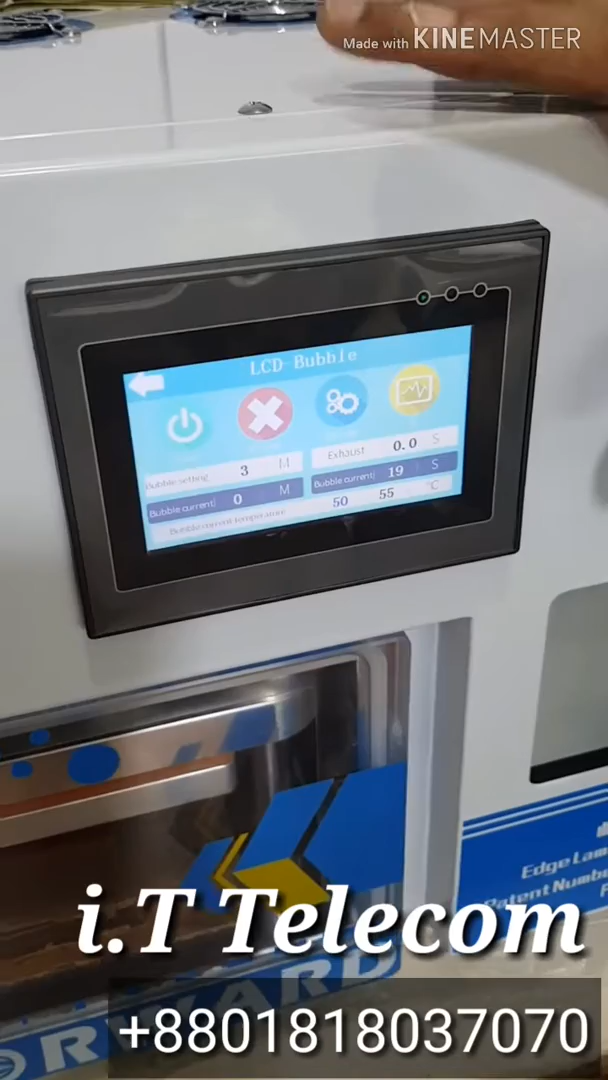 Made with KINEMASTER
LCD Bubble
Exhaust 0.0 S
Bubble setting 3 M
Bubble current 19 S
Bubble current 0 M
Bubble current temperature 50 55 °C
Edge Lam
Patent Numb
i.T Telecom
ORWARD
+8801818037070